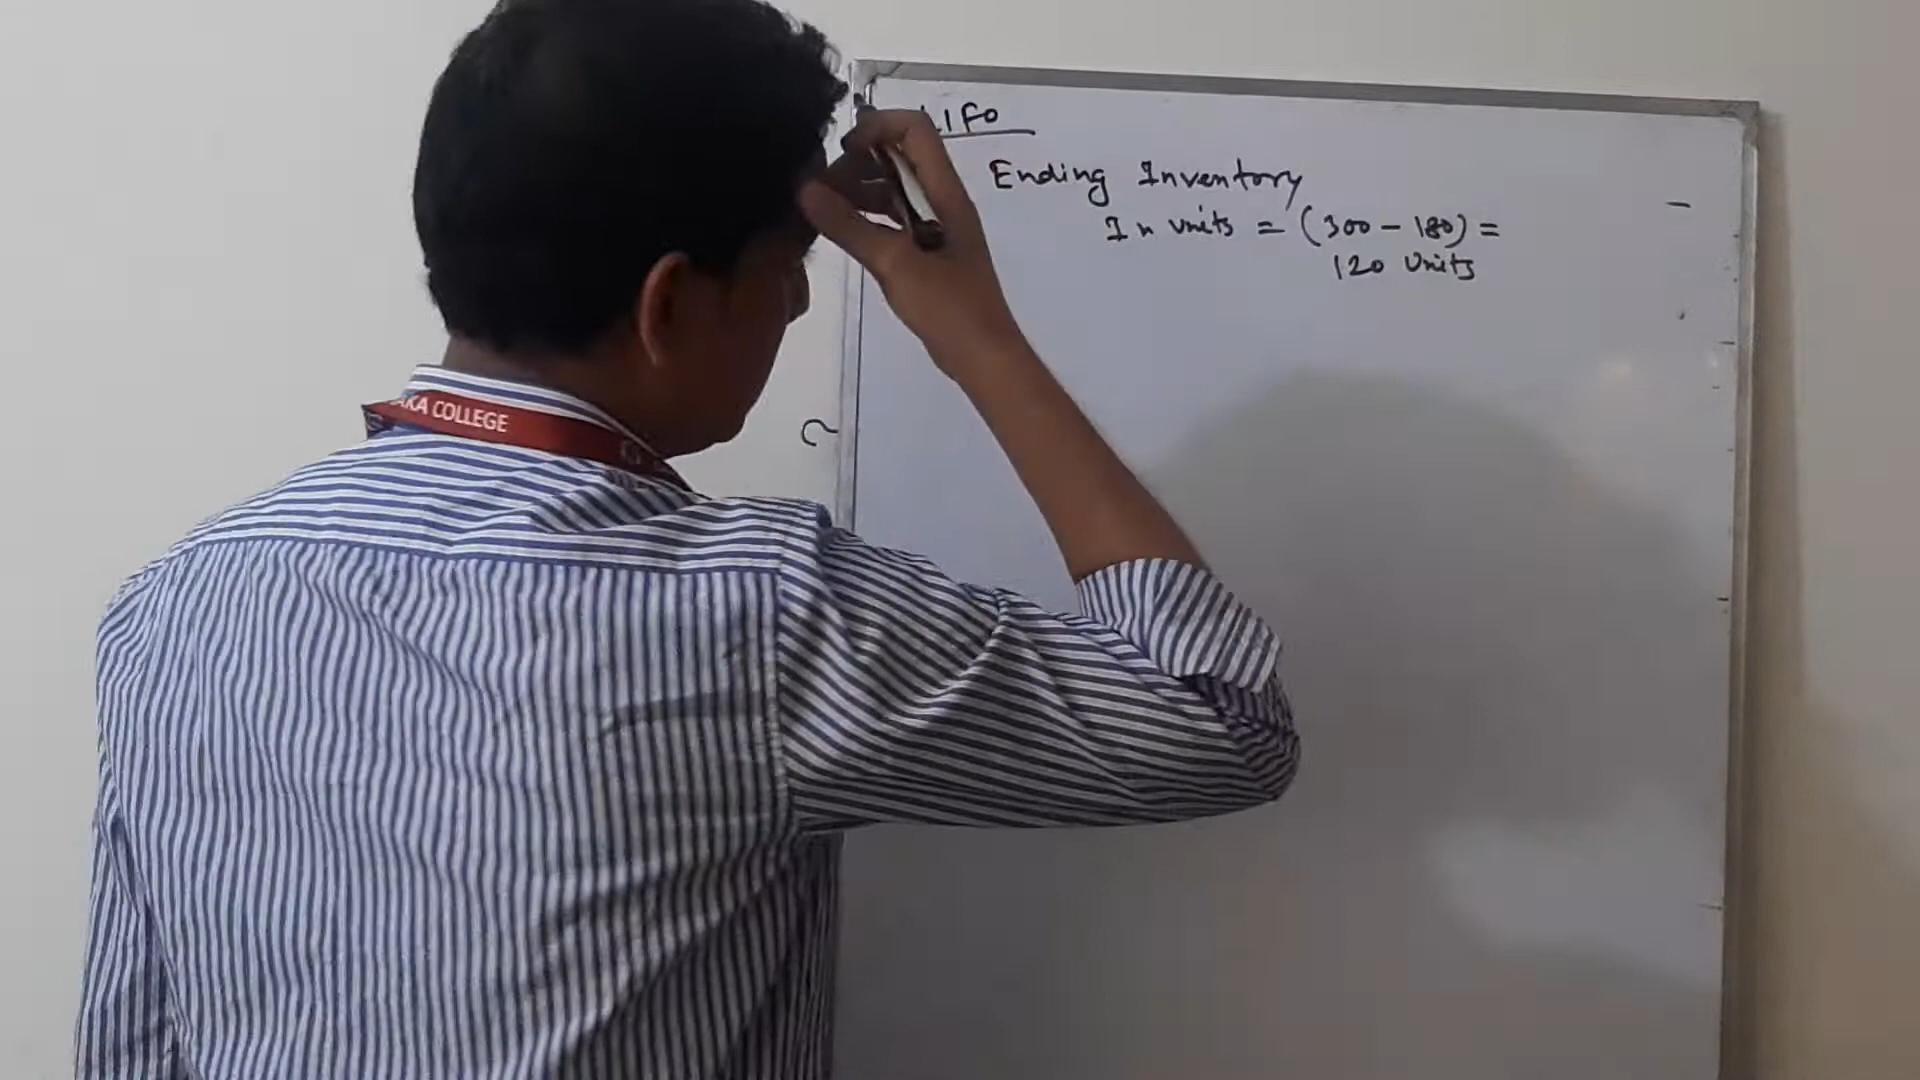 LIFO
Ending Inventory
In units = (300 - 180) =
120 Units
AKA COLLEGE